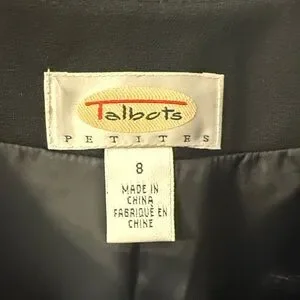 Talbots
PETITES
8
MADE IN
CHINA
FABRIQUÉ EN
CHINE